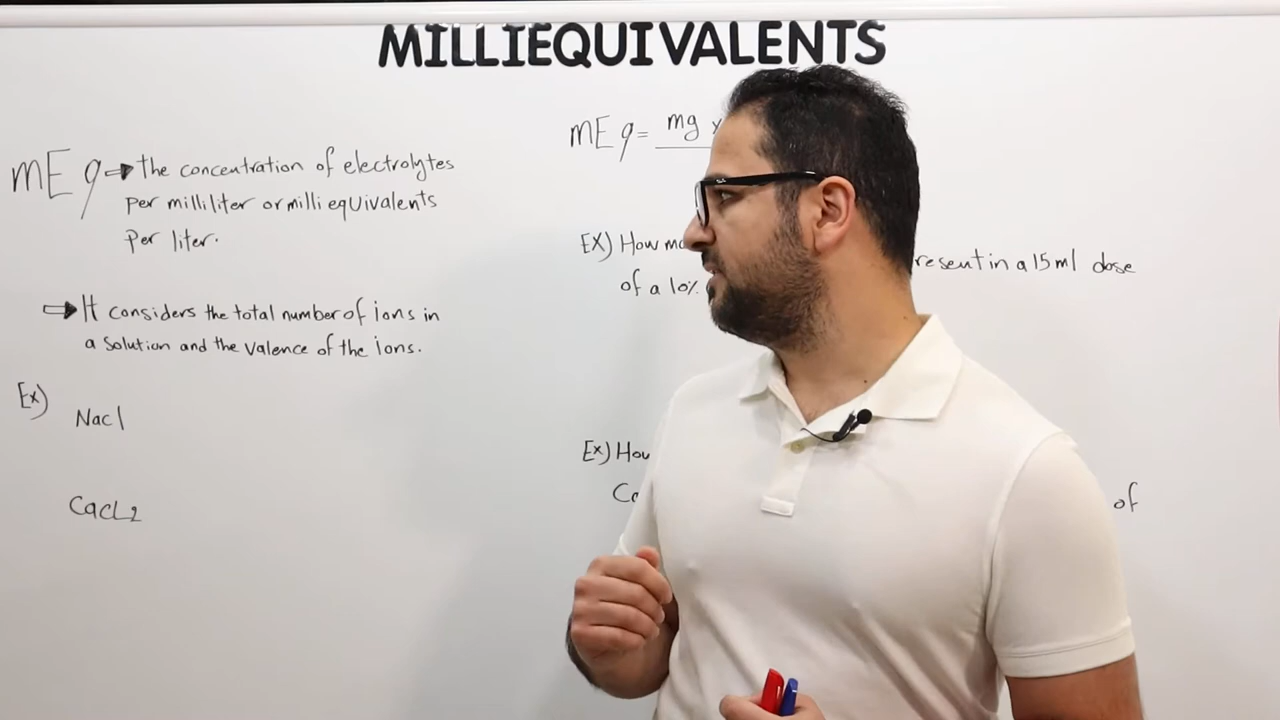 MILLIEQUIVALENTS
mEq → the concentration of electrolytes
per milliliter or milliequivalents
per liter.
⇒ It considers the total number of ions in
a solution and the valence of the ions.
Ex)
Nacl
CaCL2
mEq = mg x
EX) How
resent in a 15 ml dose
of a 10%
Ex) How
of